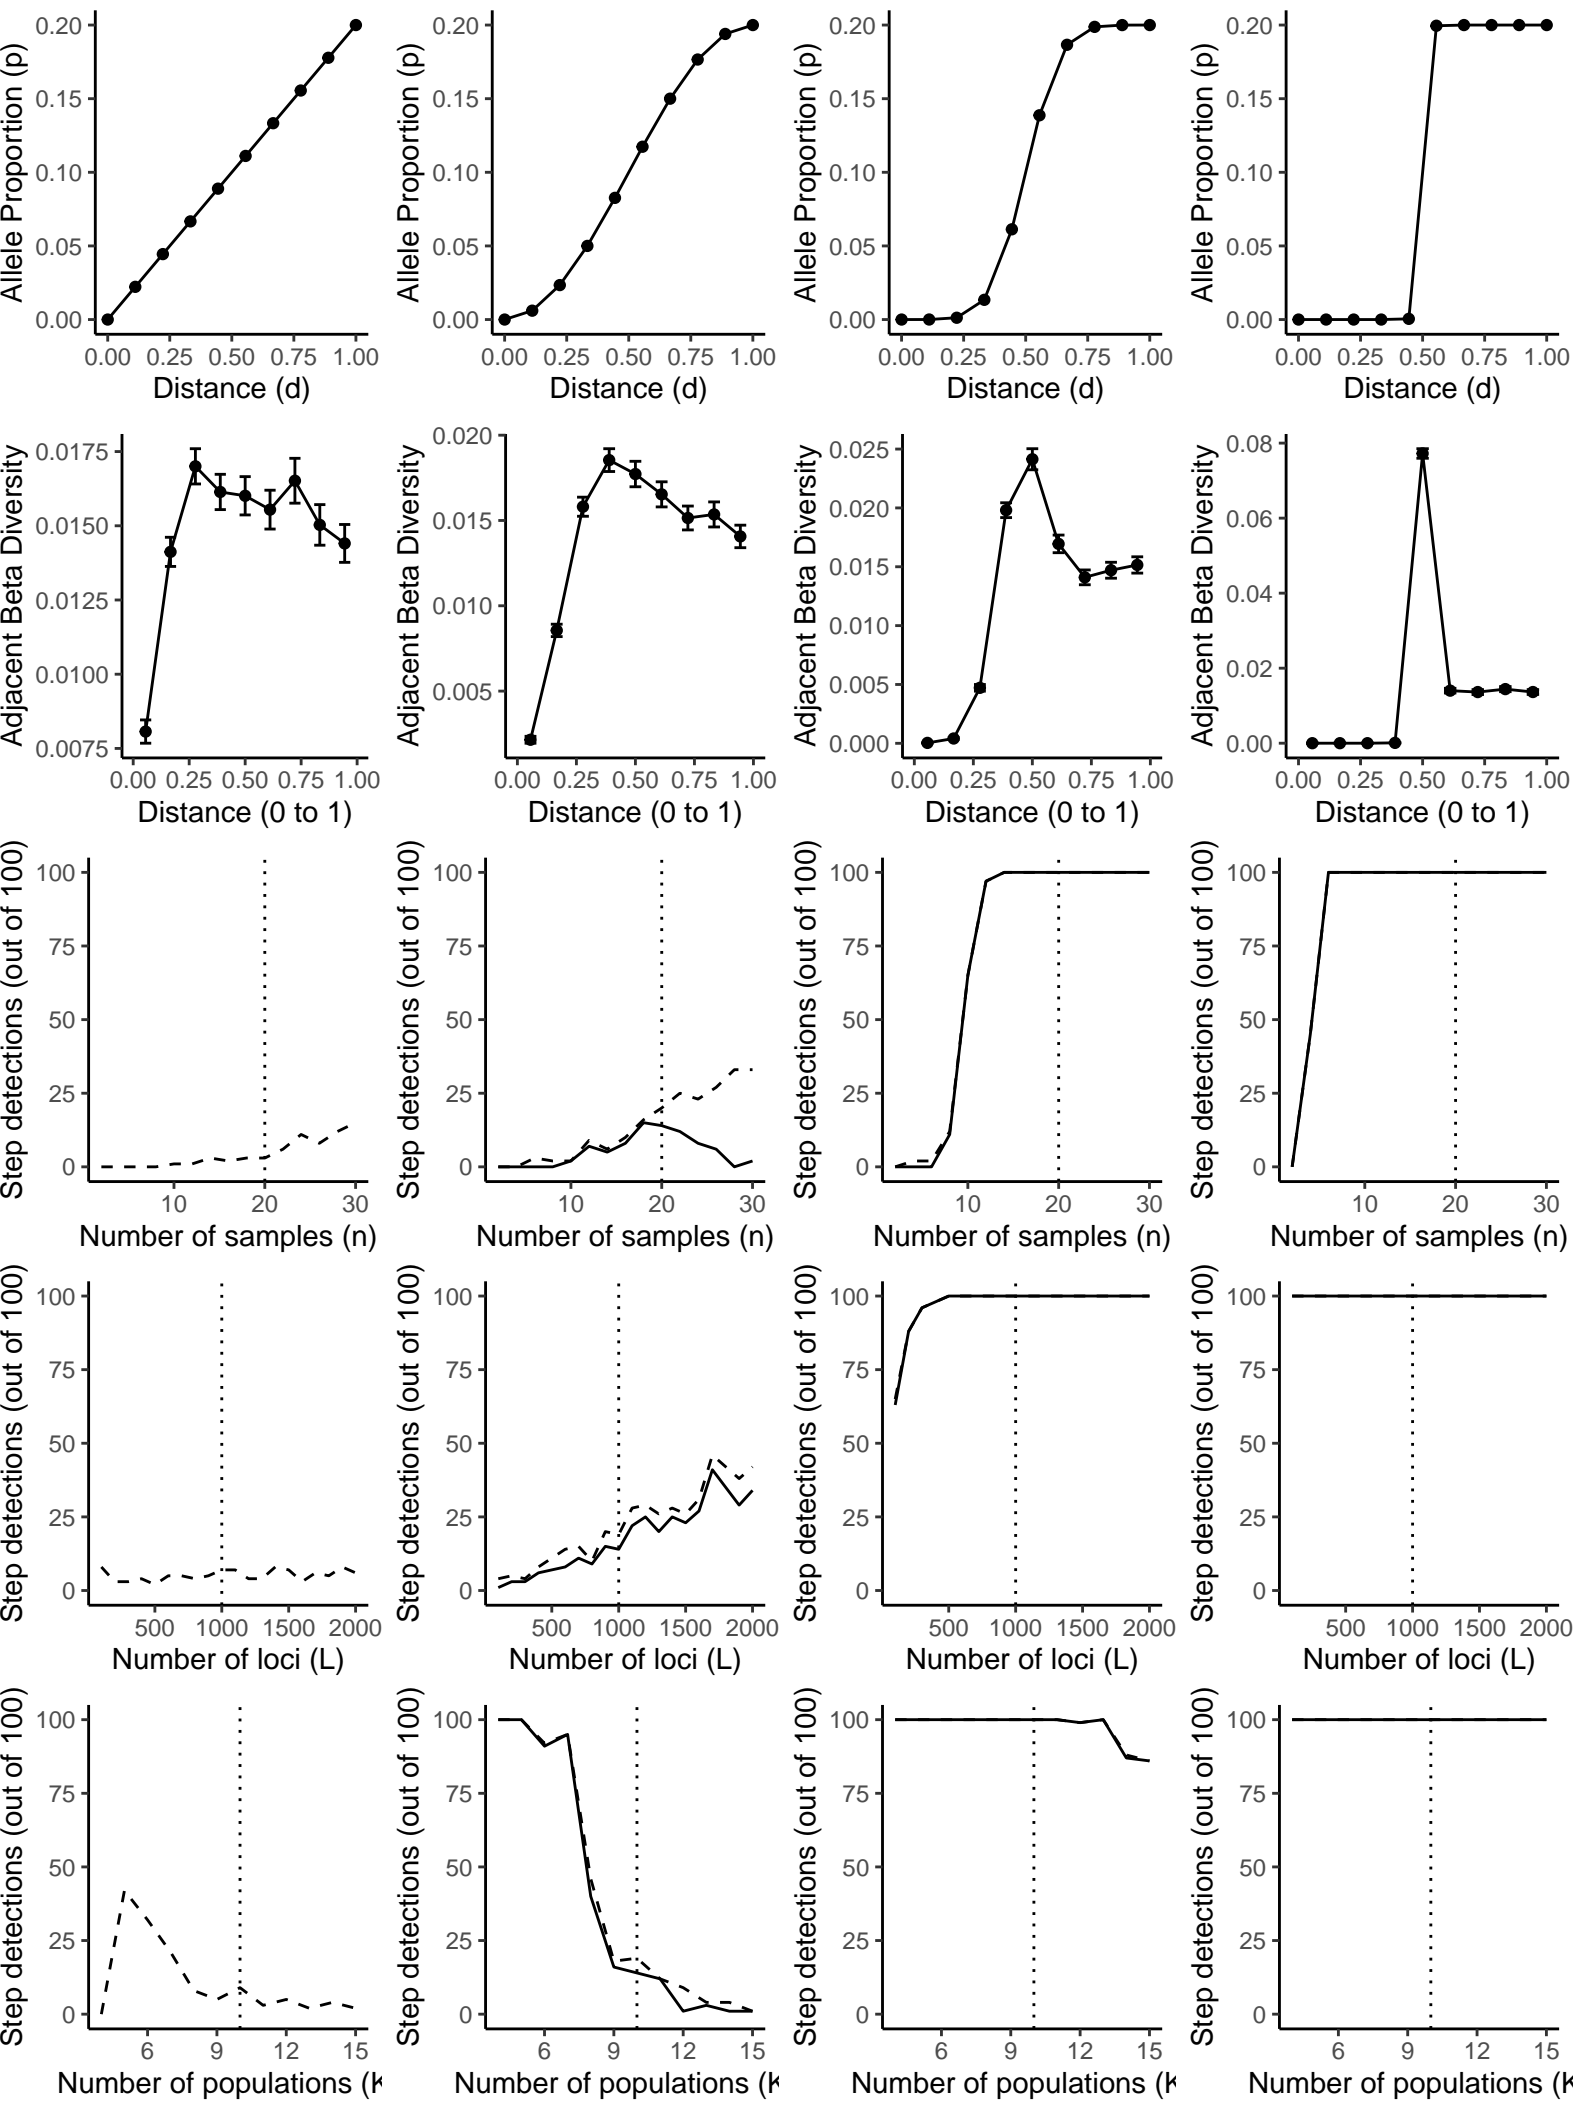 Allele Proportion (p)
0.20
0.15
0.10
0.05
0.00
0.00 0.25 0.50 0.75 1.00
Distance (d)
Allele Proportion (p)
0.20
0.15
0.10
0.05
0.00
0.00 0.25 0.50 0.75 1.00
Distance (d)
Allele Proportion (p)
0.20
0.15
0.10
0.05
0.00
0.00 0.25 0.50 0.75 1.00
Distance (d)
Allele Proportion (p)
0.20
0.15
0.10
0.05
0.00
0.00 0.25 0.50 0.75 1.00
Distance (d)
Adjacent Beta Diversity
0.0175
0.0150
0.0125
0.0100
0.0075
0.00 0.25 0.50 0.75 1.00
Distance (0 to 1)
Adjacent Beta Diversity
0.020
0.015
0.010
0.005
0.00 0.25 0.50 0.75 1.00
Distance (0 to 1)
Adjacent Beta Diversity
0.025
0.020
0.015
0.010
0.005
0.000
0.00 0.25 0.50 0.75 1.00
Distance (0 to 1)
Adjacent Beta Diversity
0.08
0.06
0.04
0.02
0.00
0.00 0.25 0.50 0.75 1.00
Distance (0 to 1)
Step detections (out of 100)
100
75
50
25
0
10 20 30
Number of samples (n)
Step detections (out of 100)
100
75
50
25
0
10 20 30
Number of samples (n)
Step detections (out of 100)
100
75
50
25
0
10 20 30
Number of samples (n)
Step detections (out of 100)
100
75
50
25
0
10 20 30
Number of samples (n)
Step detections (out of 100)
100
75
50
25
0
500 1000 1500 2000
Number of loci (L)
Step detections (out of 100)
100
75
50
25
0
500 1000 1500 2000
Number of loci (L)
Step detections (out of 100)
100
75
50
25
0
500 1000 1500 2000
Number of loci (L)
Step detections (out of 100)
100
75
50
25
0
500 1000 1500 2000
Number of loci (L)
Step detections (out of 100)
100
75
50
25
0
6 9 12 15
Number of populations (K
Step detections (out of 100)
100
75
50
25
0
6 9 12 15
Number of populations (K
Step detections (out of 100)
100
75
50
25
0
6 9 12 15
Number of populations (K
Step detections (out of 100)
100
75
50
25
0
6 9 12 15
Number of populations (K